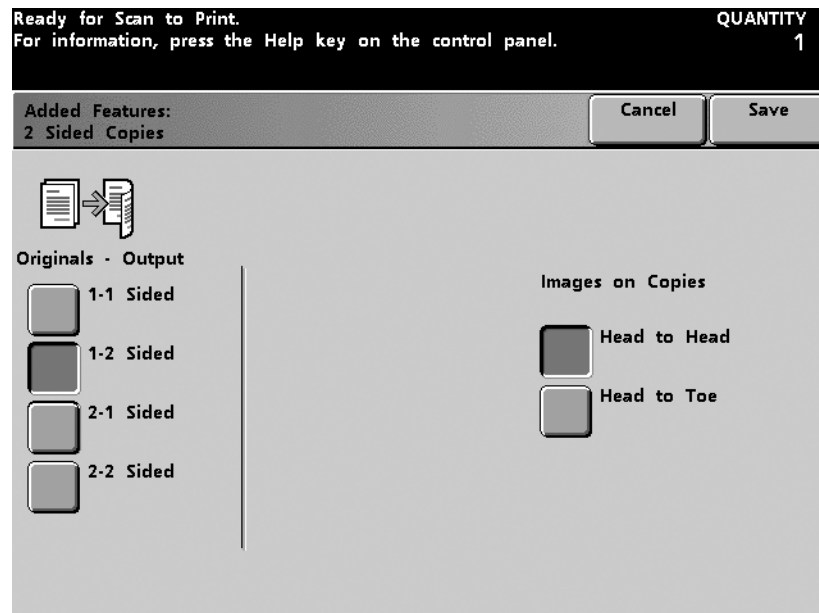 Ready for Scan to Print.
For information, press the Help key on the control panel.
QUANTITY
1
Added Features:
2 Sided Copies
Cancel
Save
Originals - Output
1-1 Sided
1-2 Sided
2-1 Sided
2-2 Sided
Images on Copies
Head to Head
Head to Toe